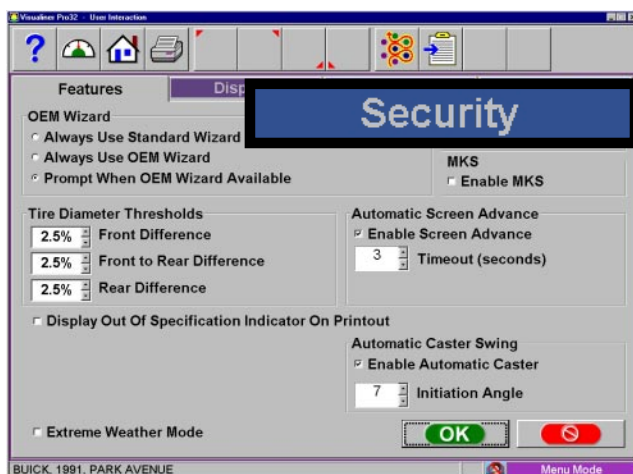 Visualiner Pro32 - User Interaction
?
Features
Disp
Security
OEM Wizard
Always Use Standard Wizard
Always Use OEM Wizard
Prompt When OEM Wizard Available
MKS
Enable MKS
Tire Diameter Thresholds
2.5% Front Difference
2.5% Front to Rear Difference
2.5% Rear Difference
Automatic Screen Advance
Enable Screen Advance
3 Timeout (seconds)
Display Out Of Specification Indicator On Printout
Automatic Caster Swing
Enable Automatic Caster
7 Initiation Angle
Extreme Weather Mode
OK
BUICK, 1991, PARK AVENUE
Menu Mode